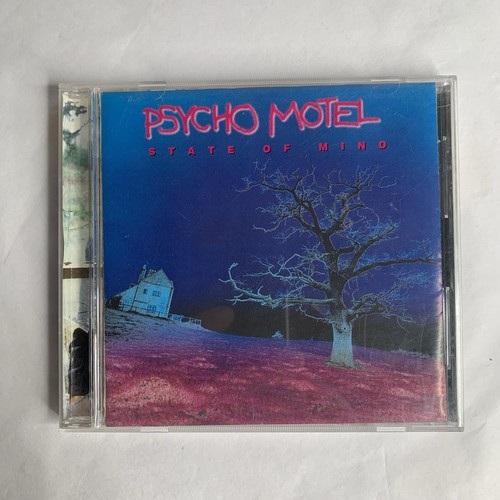 PSYCHO MOTEL
STATE OF MIND